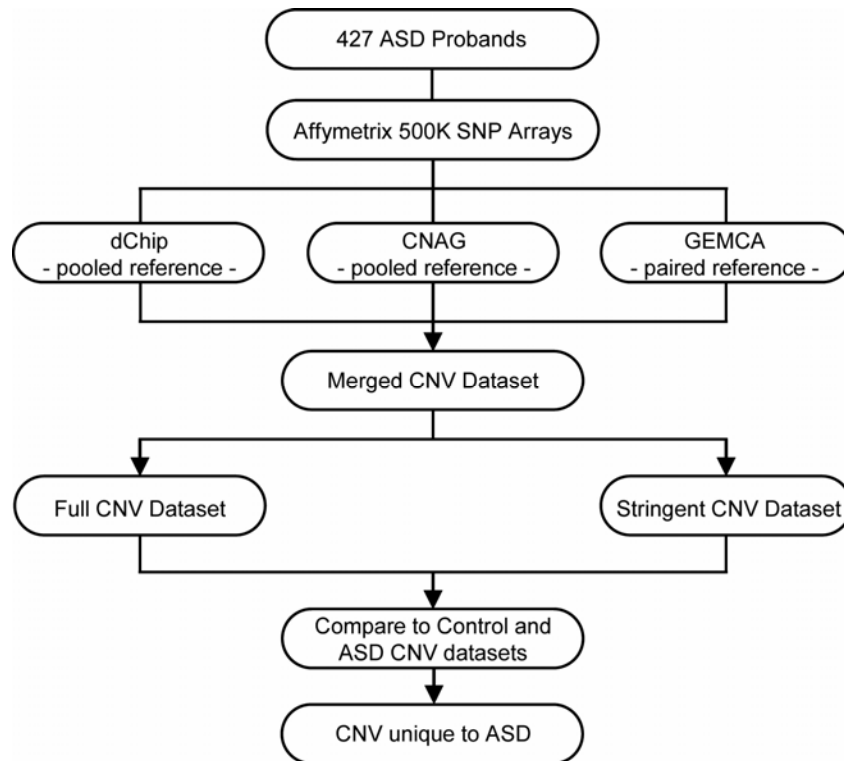 427 ASD Probands
Affymetrix 500K SNP Arrays
dChip
- pooled reference -
CNAG
- pooled reference -
GEMCA
- paired reference -
Merged CNV Dataset
Full CNV Dataset
Stringent CNV Dataset
Compare to Control and
ASD CNV datasets
CNV unique to ASD